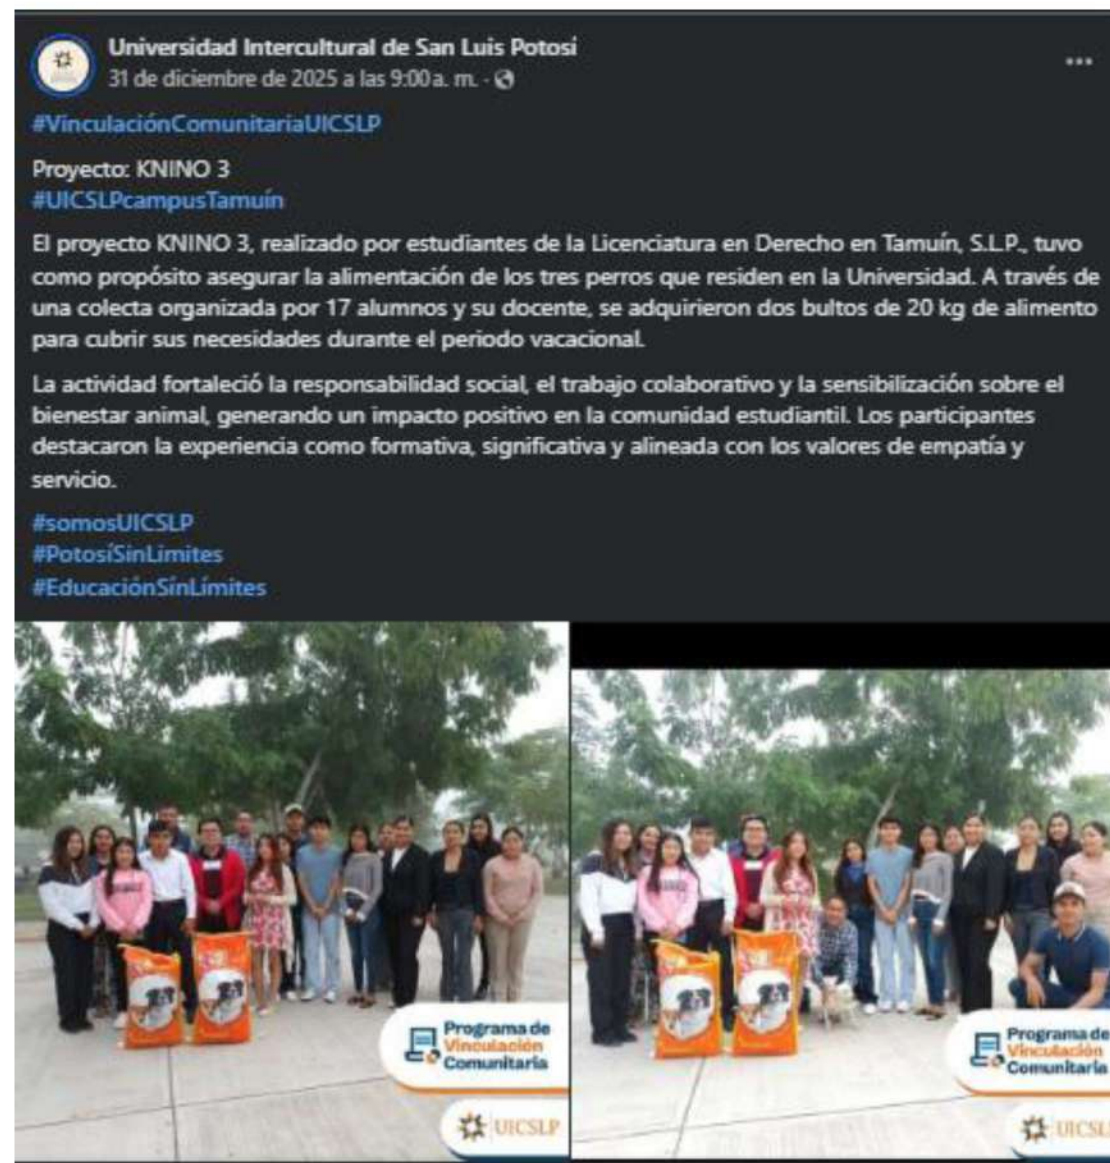 Universidad Intercultural de San Luis Potosí
31 de diciembre de 2025 a las 9:00 a. m. ·
#VinculaciónComunitariaUICSLP
Proyecto: KNINO 3
#UICSLPcampusTamuín
El proyecto KNINO 3, realizado por estudiantes de la Licenciatura en Derecho en Tamuín, S.L.P., tuvo
como propósito asegurar la alimentación de los tres perros que residen en la Universidad. A través de
una colecta organizada por 17 alumnos y su docente, se adquirieron dos bultos de 20 kg de alimento
para cubrir sus necesidades durante el periodo vacacional.
La actividad fortaleció la responsabilidad social, el trabajo colaborativo y la sensibilización sobre el
bienestar animal, generando un impacto positivo en la comunidad estudiantil. Los participantes
destacaron la experiencia como formativa, significativa y alineada con los valores de empatía y
servicio.
#somosUICSLP
#PotosíSinLimites
#EducaciónSinLímites
Programa de
Vinculación
Comunitaria
UICSLP
Programa de
Vinculación
Comunitaria
UICSL